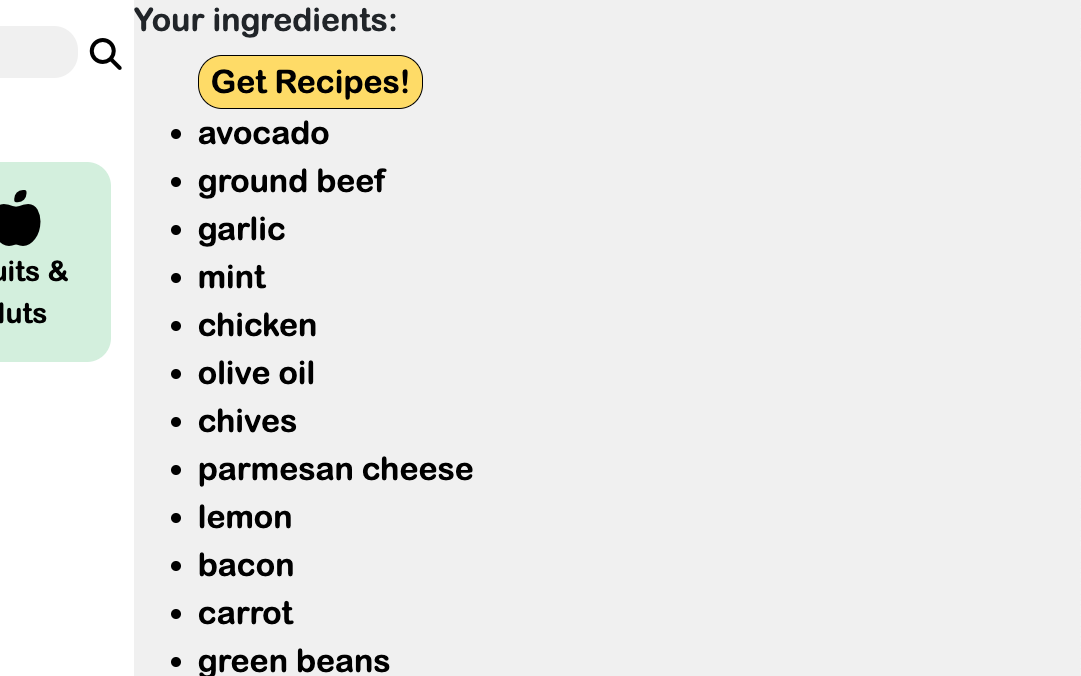 Your ingredients:
Get Recipes!
avocado
ground beef
garlic
mint
chicken
olive oil
chives
parmesan cheese
lemon
bacon
carrot
green beans
uits &
luts